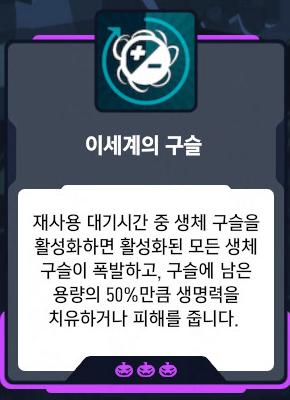 이세계의 구슬
재사용 대기시간 중 생체 구슬을
활성화하면 활성화된 모든 생체
구슬이 폭발하고, 구슬에 남은
용량의 50%만큼 생명력을
치유하거나 피해를 줍니다.